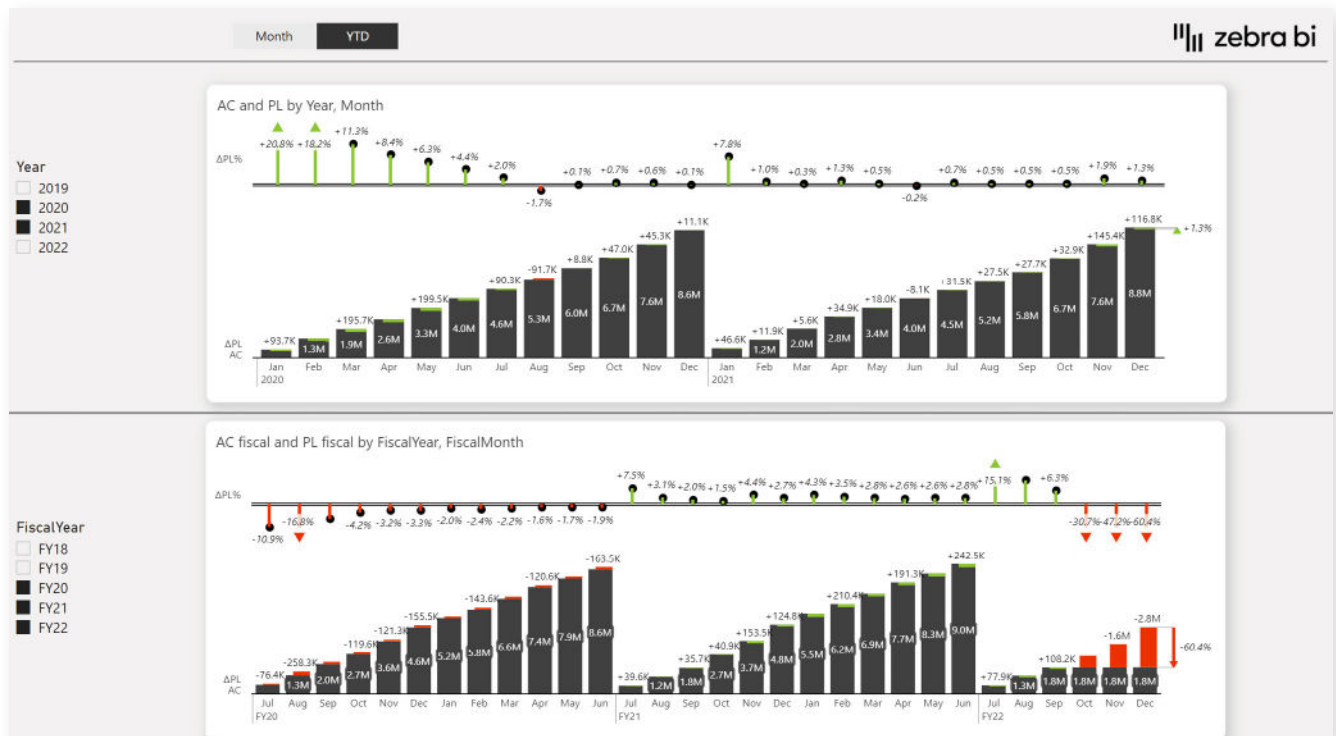 Month YTD
zebra bi
AC and PL by Year, Month
+20.8% +18.2% +11.3% +8.4% +6.3% +4.4% +2.0% -1.7% +0.1% +0.7% +0.6% +0.1% +7.8% +1.0% +0.3% +1.3% +0.5% -0.2% +0.7% +0.5% +0.5% +0.5% +1.9% +1.3%
ΔPL%
Year
2019
2020
2021
2022
+93.7K +195.7K +199.5K +90.3K -91.7K +8.8K +47.0K +45.3K +11.1K +46.6K +11.9K +5.6K +34.9K +18.0K -8.1K +31.5K +27.5K +27.7K +32.9K +145.4K +116.8K +1.3%
1.3M 1.9M 2.6M 3.3M 4.0M 4.6M 5.3M 6.0M 6.7M 7.6M 8.6M 1.2M 2.0M 2.8M 3.4M 4.0M 4.5M 5.2M 5.8M 6.7M 7.6M 8.8M
ΔPL
AC
Jan Feb Mar Apr May Jun Jul Aug Sep Oct Nov Dec Jan Feb Mar Apr May Jun Jul Aug Sep Oct Nov Dec
2020 2021
AC fiscal and PL fiscal by FiscalYear, FiscalMonth
ΔPL%
-10.9% -16.8% -4.2% -3.2% -3.3% -2.0% -2.4% -2.2% -1.6% -1.7% -1.9% +7.5% +3.1% +2.0% +1.5% +4.4% +2.7% +4.3% +3.5% +2.8% +2.6% +2.6% +2.8% +15.1% +6.3% -30.7% -47.2% -60.4%
FiscalYear
FY18
FY19
FY20
FY21
FY22
-76.4K -258.3K -119.6K -121.3K -155.5K -143.6K -120.6K -163.5K +39.6K +35.7K +40.9K +153.5K +124.8K +210.4K +191.3K +242.5K +77.9K +108.2K -1.6M -2.8M -60.4%
1.3M 2.0M 2.7M 3.6M 4.6M 5.2M 5.8M 6.6M 7.4M 7.9M 8.6M 1.2M 1.8M 2.7M 3.7M 4.8M 5.5M 6.2M 6.9M 7.7M 8.3M 9.0M 1.3M 1.8M 1.8M 1.8M 1.8M
ΔPL
AC
Jul Aug Sep Oct Nov Dec Jan Feb Mar Apr May Jun Jul Aug Sep Oct Nov Dec Jan Feb Mar Apr May Jun Jul Aug Sep Oct Nov Dec
FY20 FY21 FY22